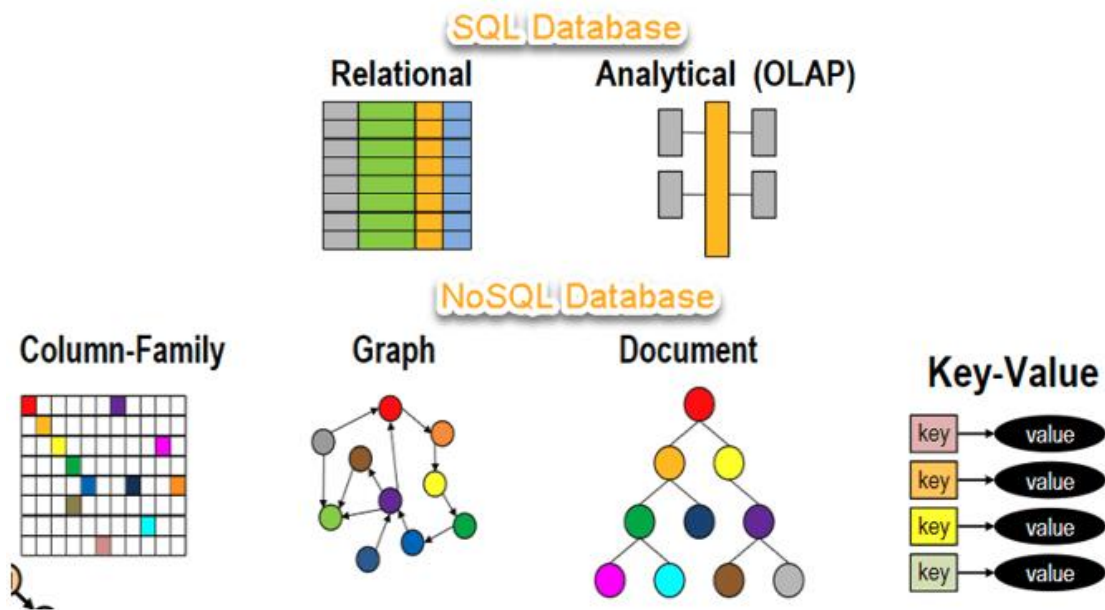 SQL Database
Relational
Analytical (OLAP)
NoSQL Database
Column-Family
Graph
Document
Key-Value
key
value
key
value
key
value
key
value